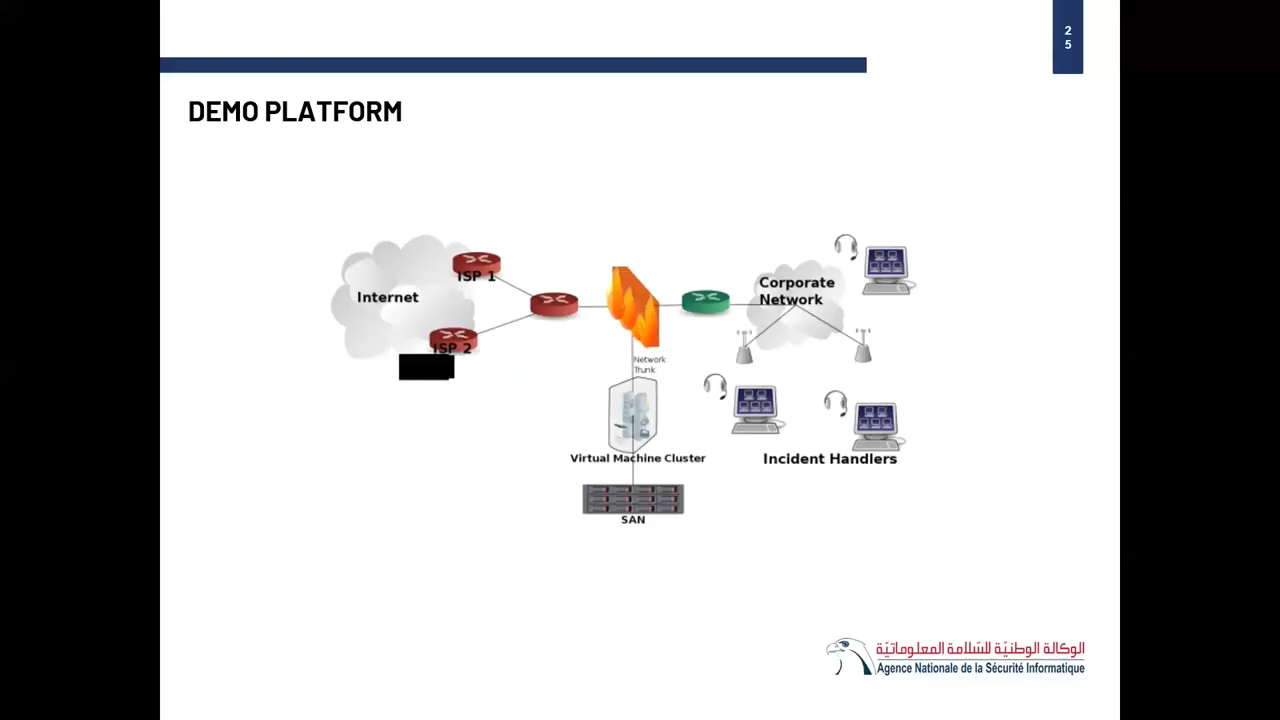 2
5
DEMO PLATFORM
ISP 1
Internet
ISP 2
Corporate
Network
Network
Trunk
Virtual Machine Cluster
Incident Handlers
SAN
الوكالة الوطنيّة للسّلامة المعلوماتيّة
Agence Nationale de la Sécurité Informatique